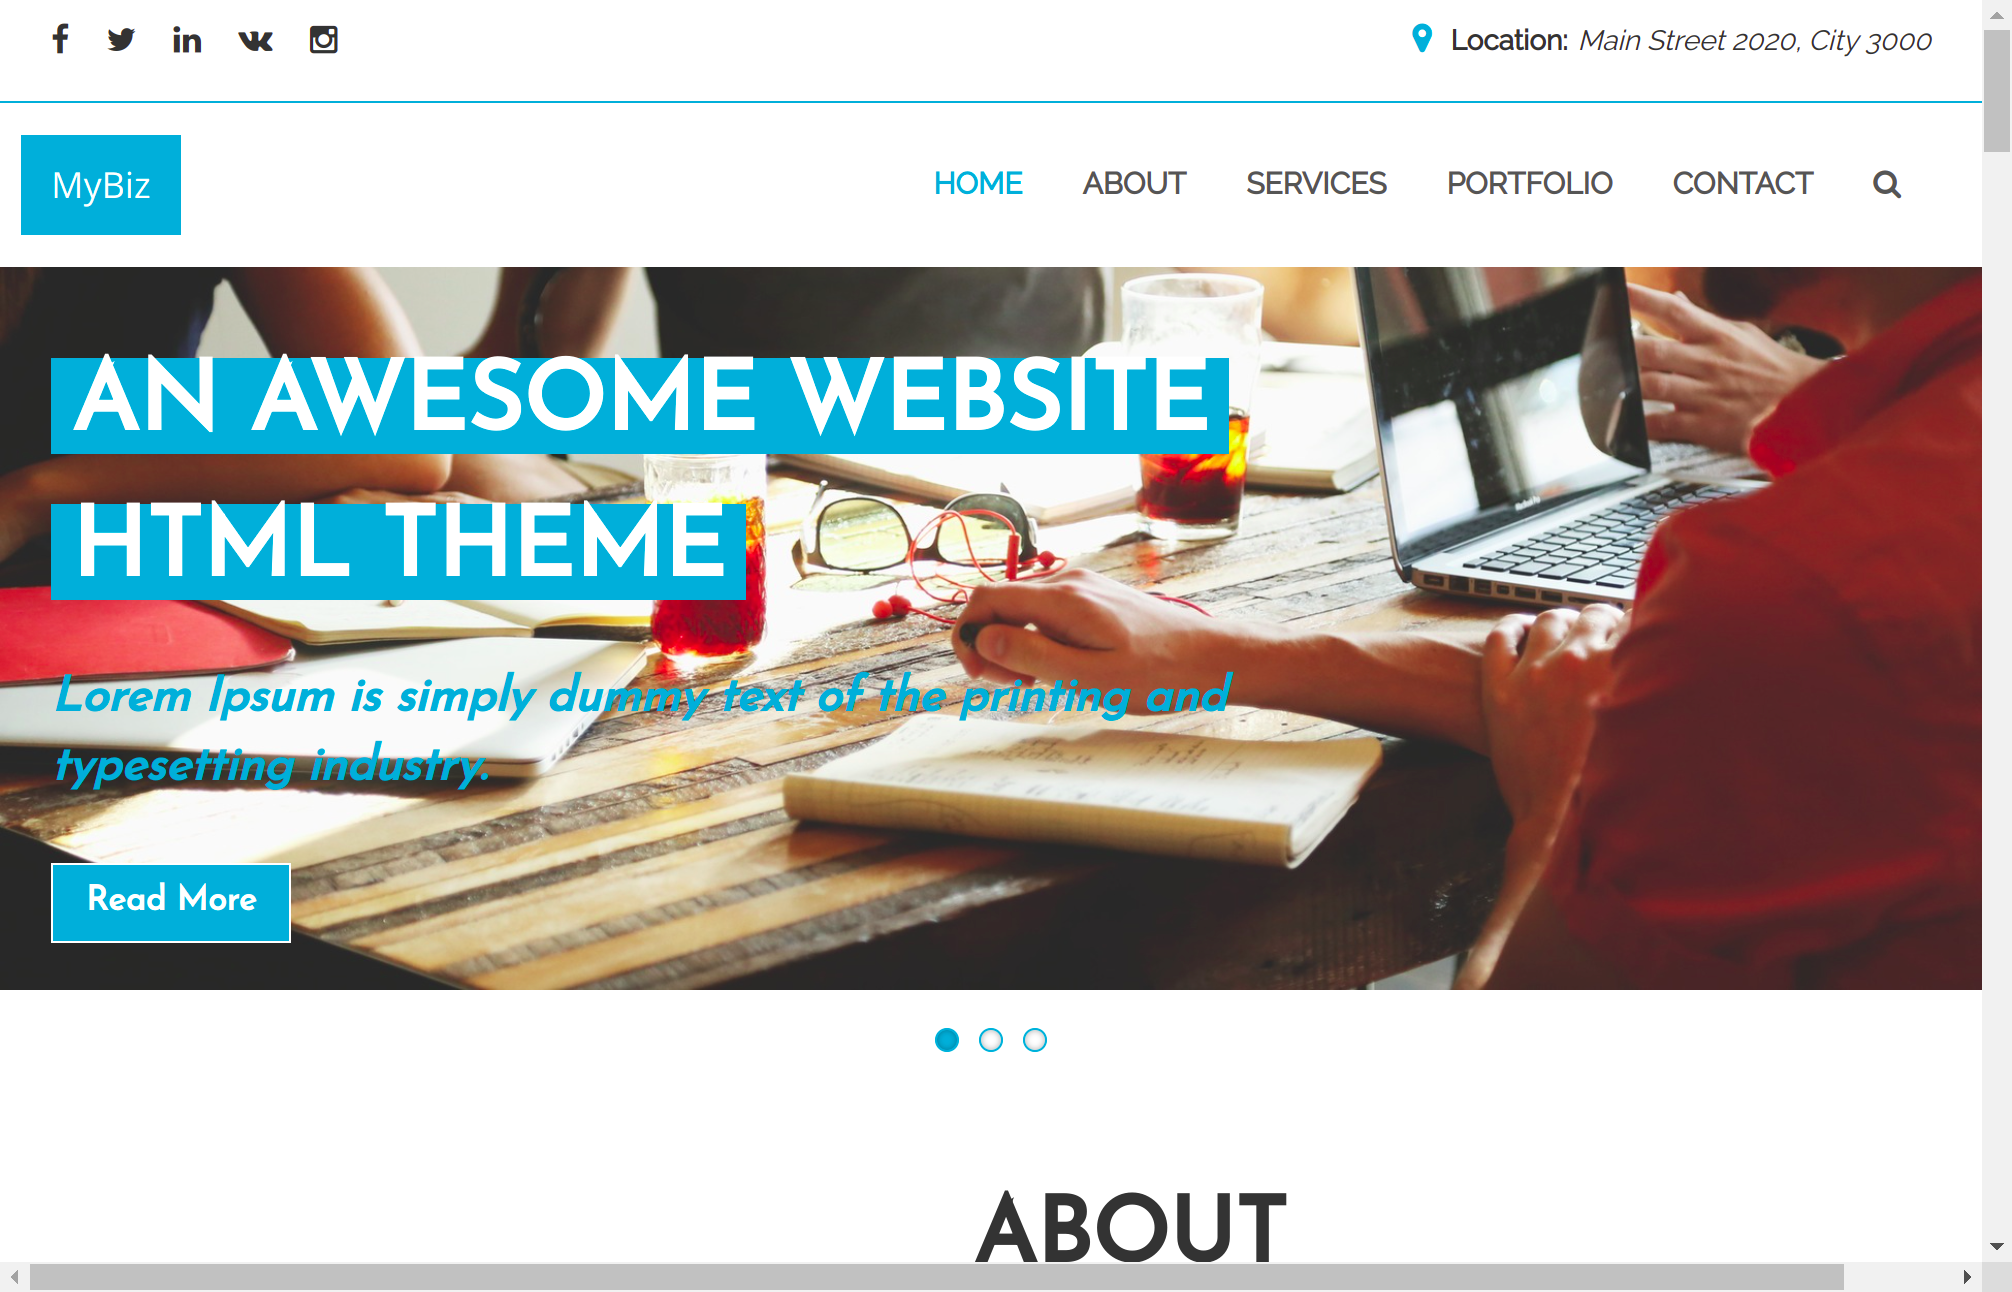 Location: Main Street 2020, City 3000
MyBiz
HOME ABOUT SERVICES PORTFOLIO CONTACT
AN AWESOME WEBSITE
HTML THEME
Lorem Ipsum is simply dummy text of the printing and
typesetting industry.
Read More
ABOUT